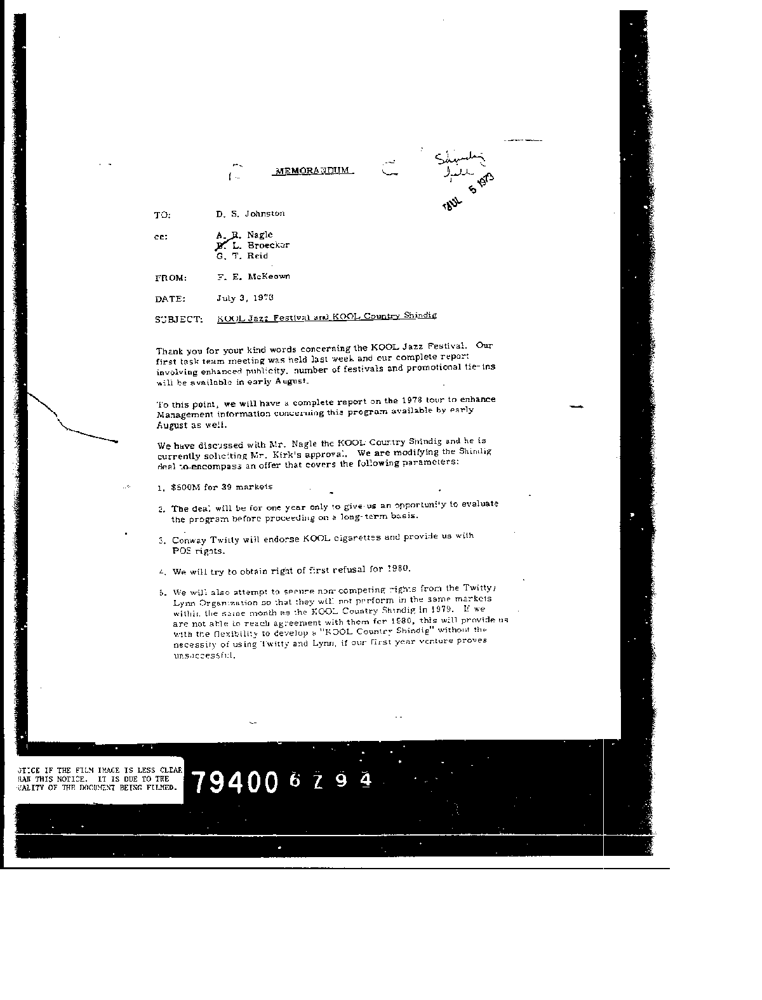 MEMORANDUM
Shindig
JUL 5 1973
TO: D. S. Johnston
cc: A. R. Nagle
B. L. Broecker
G. T. Reid
FROM: F. E. McKeown
DATE: July 3, 1978
SUBJECT: KOOL Jazz Festival and KOOL Country Shindig
Thank you for your kind words concerning the KOOL Jazz Festival. Our
first task team meeting was held last week and our complete report
involving enhanced publicity, number of festivals and promotional tie-ins
will be available in early August.
To this point, we will have a complete report on the 1978 tour to enhance
Management information concerning this program available by early
August as well.
We have discussed with Mr. Nagle the KOOL Country Shindig and he is
currently soliciting Mr. Kirk's approval. We are modifying the Shindig
deal to encompass an offer that covers the following parameters:
1. $500M for 39 markets
2. The deal will be for one year only to give us an opportunity to evaluate
the program before proceeding on a long-term basis.
3. Conway Twitty will endorse KOOL cigarettes and provide us with
POS rights.
4. We will try to obtain right of first refusal for 1980.
5. We will also attempt to secure non-competing rights from the Twitty/
Lynn Organization so that they will not perform in the same markets
within the same month as the KOOL Country Shindig in 1979. If we
are not able to reach agreement with them for 1980, this will provide us
with the flexibility to develop a "KOOL Country Shindig" without the
necessity of using Twitty and Lynn, if our first year venture proves
unsuccessful.
OTICE IF THE FILM IMAGE IS LESS CLEAR
HAN THIS NOTICE. IT IS DUE TO THE
UALITY OF THE DOCUMENT BEING FILMED.
79400 6 2 9 4